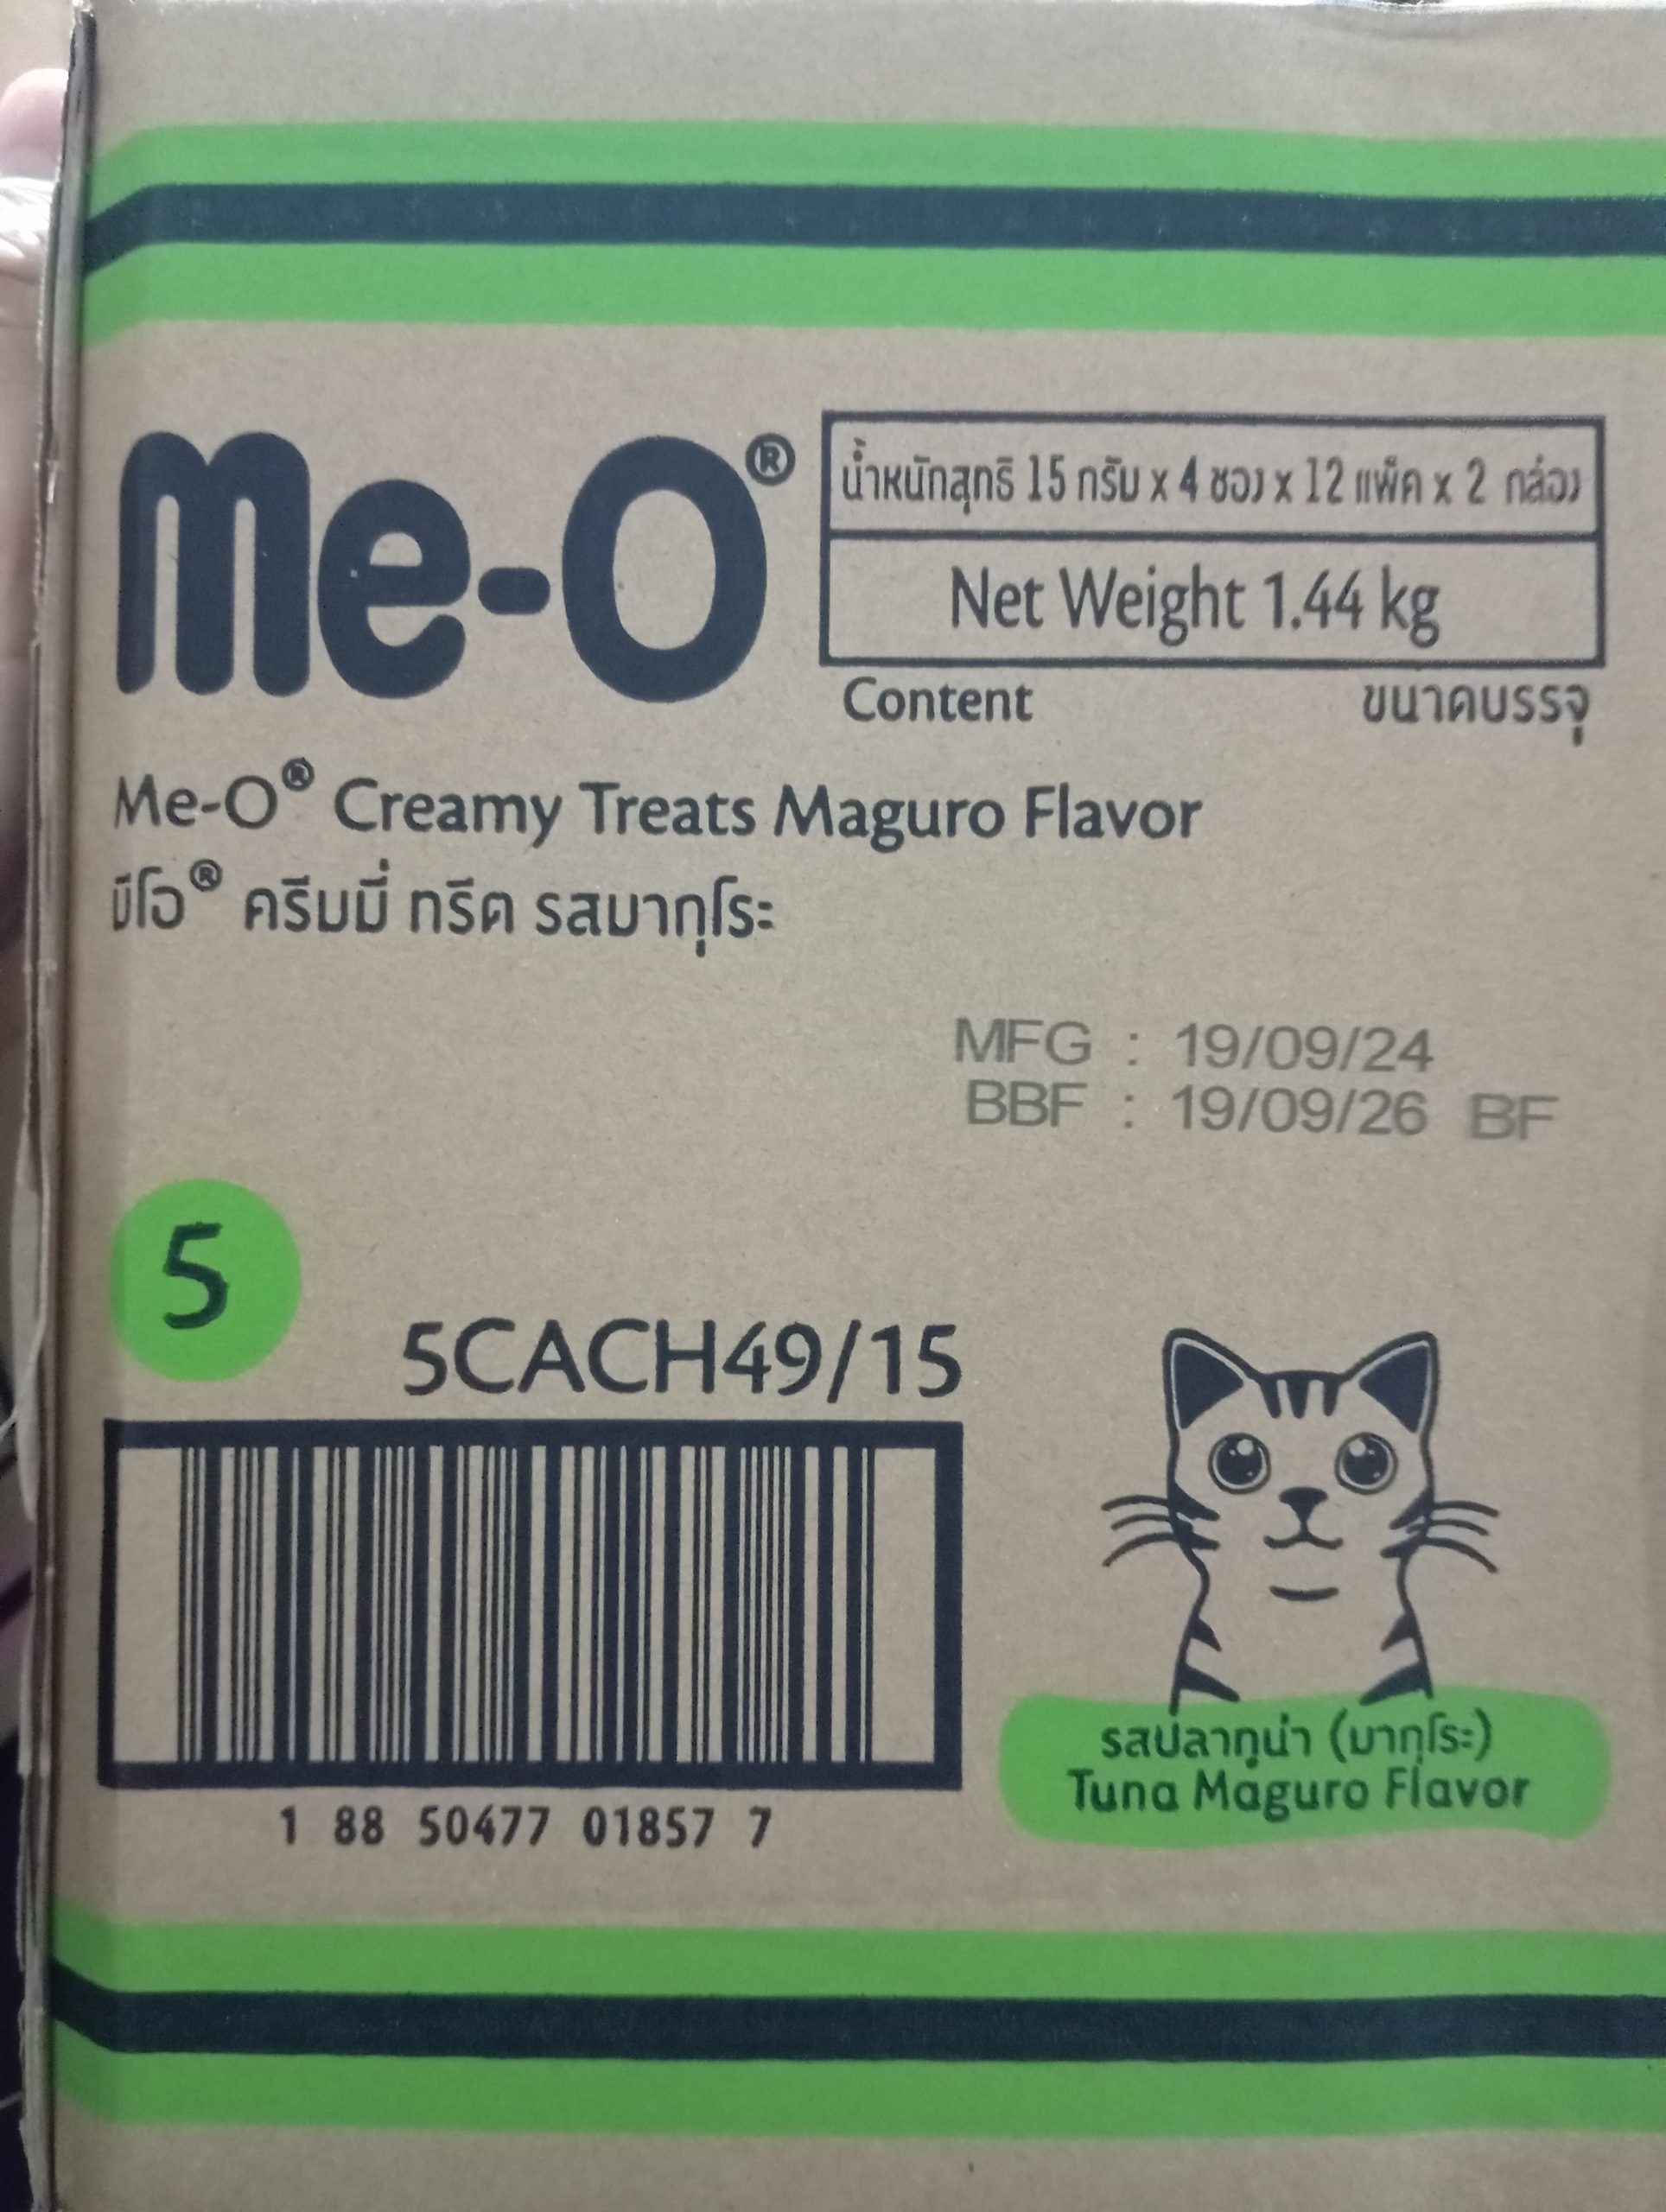 Me-O®
น้ำหนักสุทธิ 15 กรัม x 4 ซอง x 12 แพ็ค x 2 กล่อง
Net Weight 1.44 kg
Content ขนาดบรรจุ
Me-O® Creamy Treats Maguro Flavor
มีโอ® ครีมมี่ ทรีต รสมากุโระ
MFG : 19/09/24
BBF : 19/09/26 BF
5
5CACH49/15
1 88 50477 01857 7
รสปลาทูน่า (มากุโระ)
Tuna Maguro Flavor